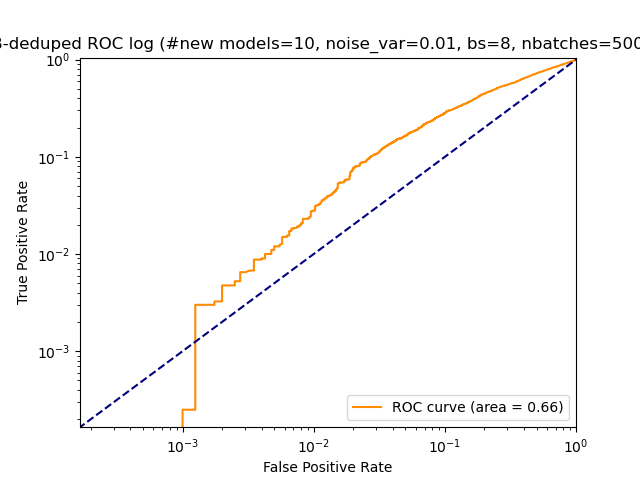 -deduped ROC log (#new models=10, noise_var=0.01, bs=8, nbatches=500
10⁰
10⁻¹
10⁻²
10⁻³
True Positive Rate
ROC curve (area = 0.66)
10⁻³
10⁻²
10⁻¹
10⁰
False Positive Rate